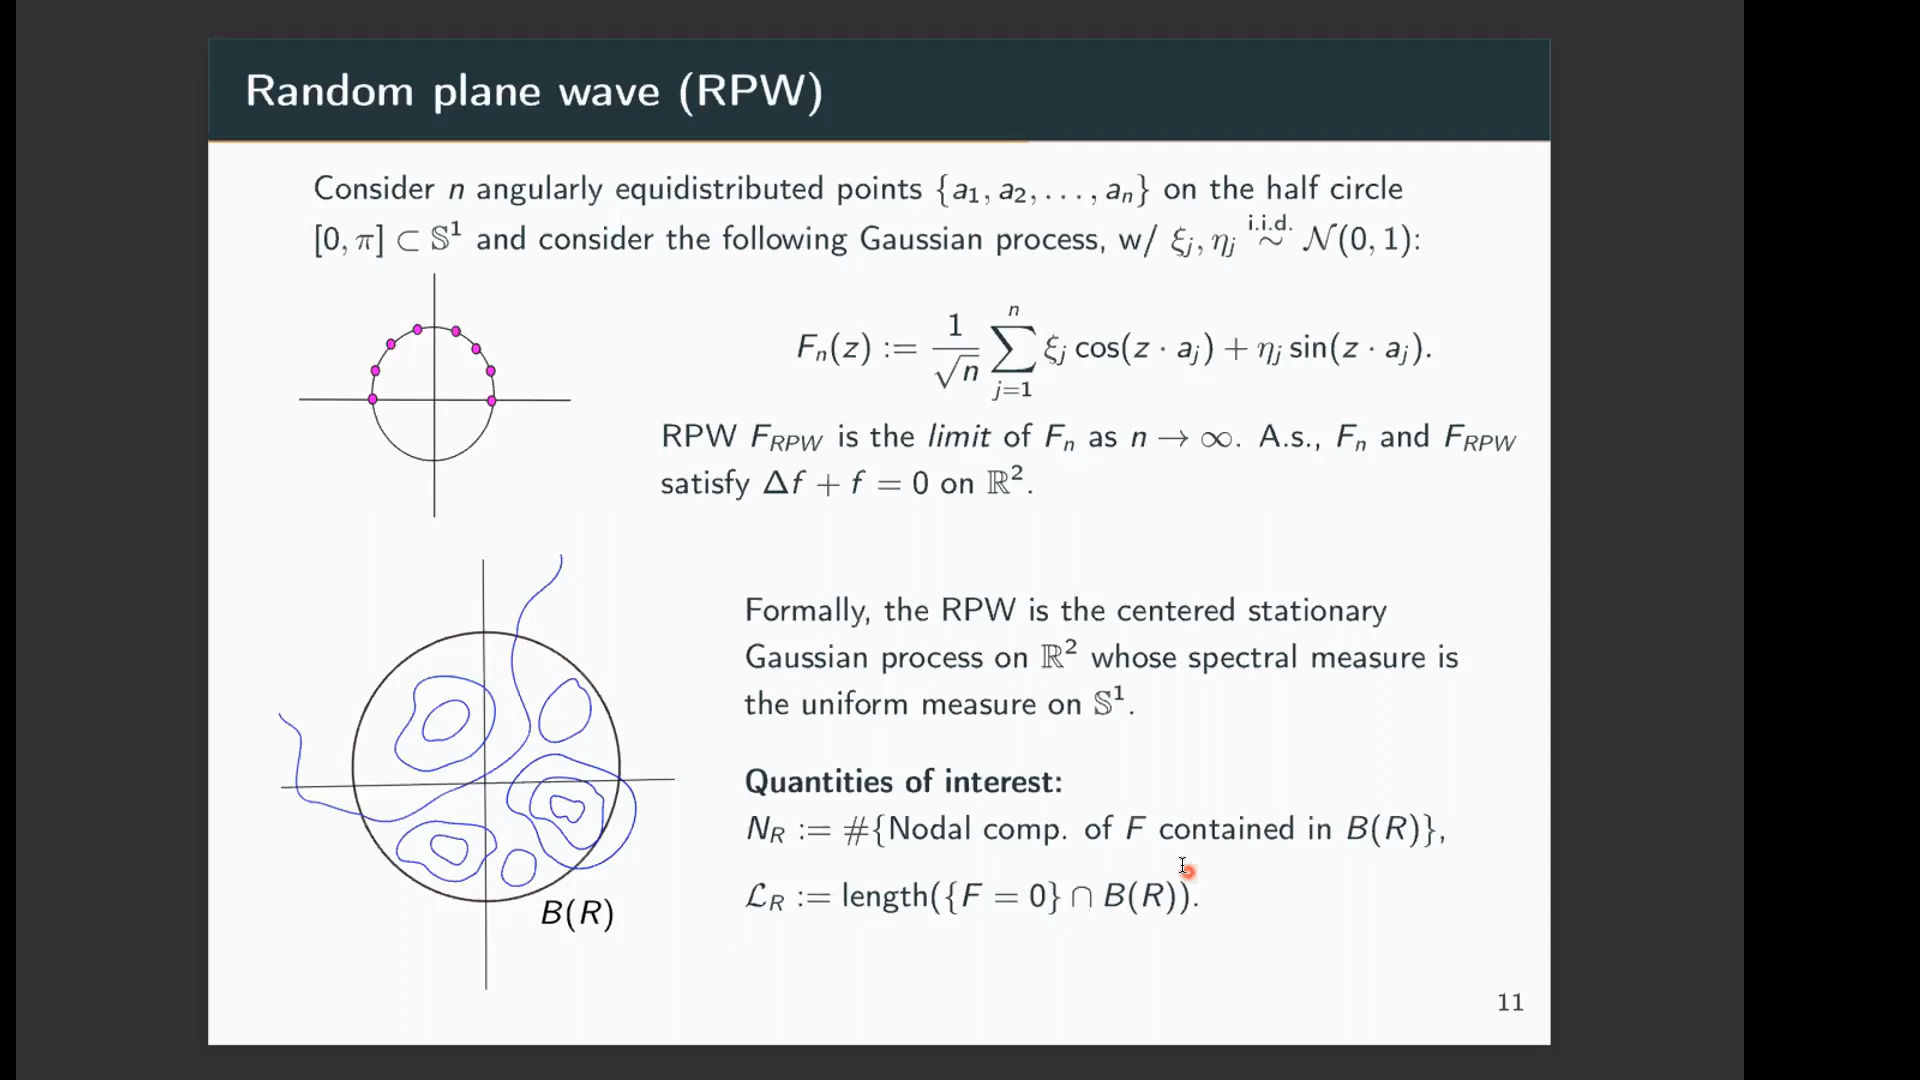 Random plane wave (RPW)
Consider n angularly equidistributed points {a₁, a₂, . . . , aₙ} on the half circle
[0, π] ⊂ 𝕊¹ and consider the following Gaussian process, w/ ξⱼ, ηⱼ i.i.d. ∼ 𝒩(0, 1):
Fₙ(z) := 1/√n ∑ⱼ₌₁ⁿ ξⱼ cos(z · aⱼ) + ηⱼ sin(z · aⱼ).
RPW F_RPW is the limit of Fₙ as n → ∞. A.s., Fₙ and F_RPW
satisfy Δf + f = 0 on ℝ².
Formally, the RPW is the centered stationary
Gaussian process on ℝ² whose spectral measure is
the uniform measure on 𝕊¹.
Quantities of interest:
N_R := #{Nodal comp. of F contained in B(R)},
ℒ_R := length({F = 0} ∩ B(R)).
B(R)
11